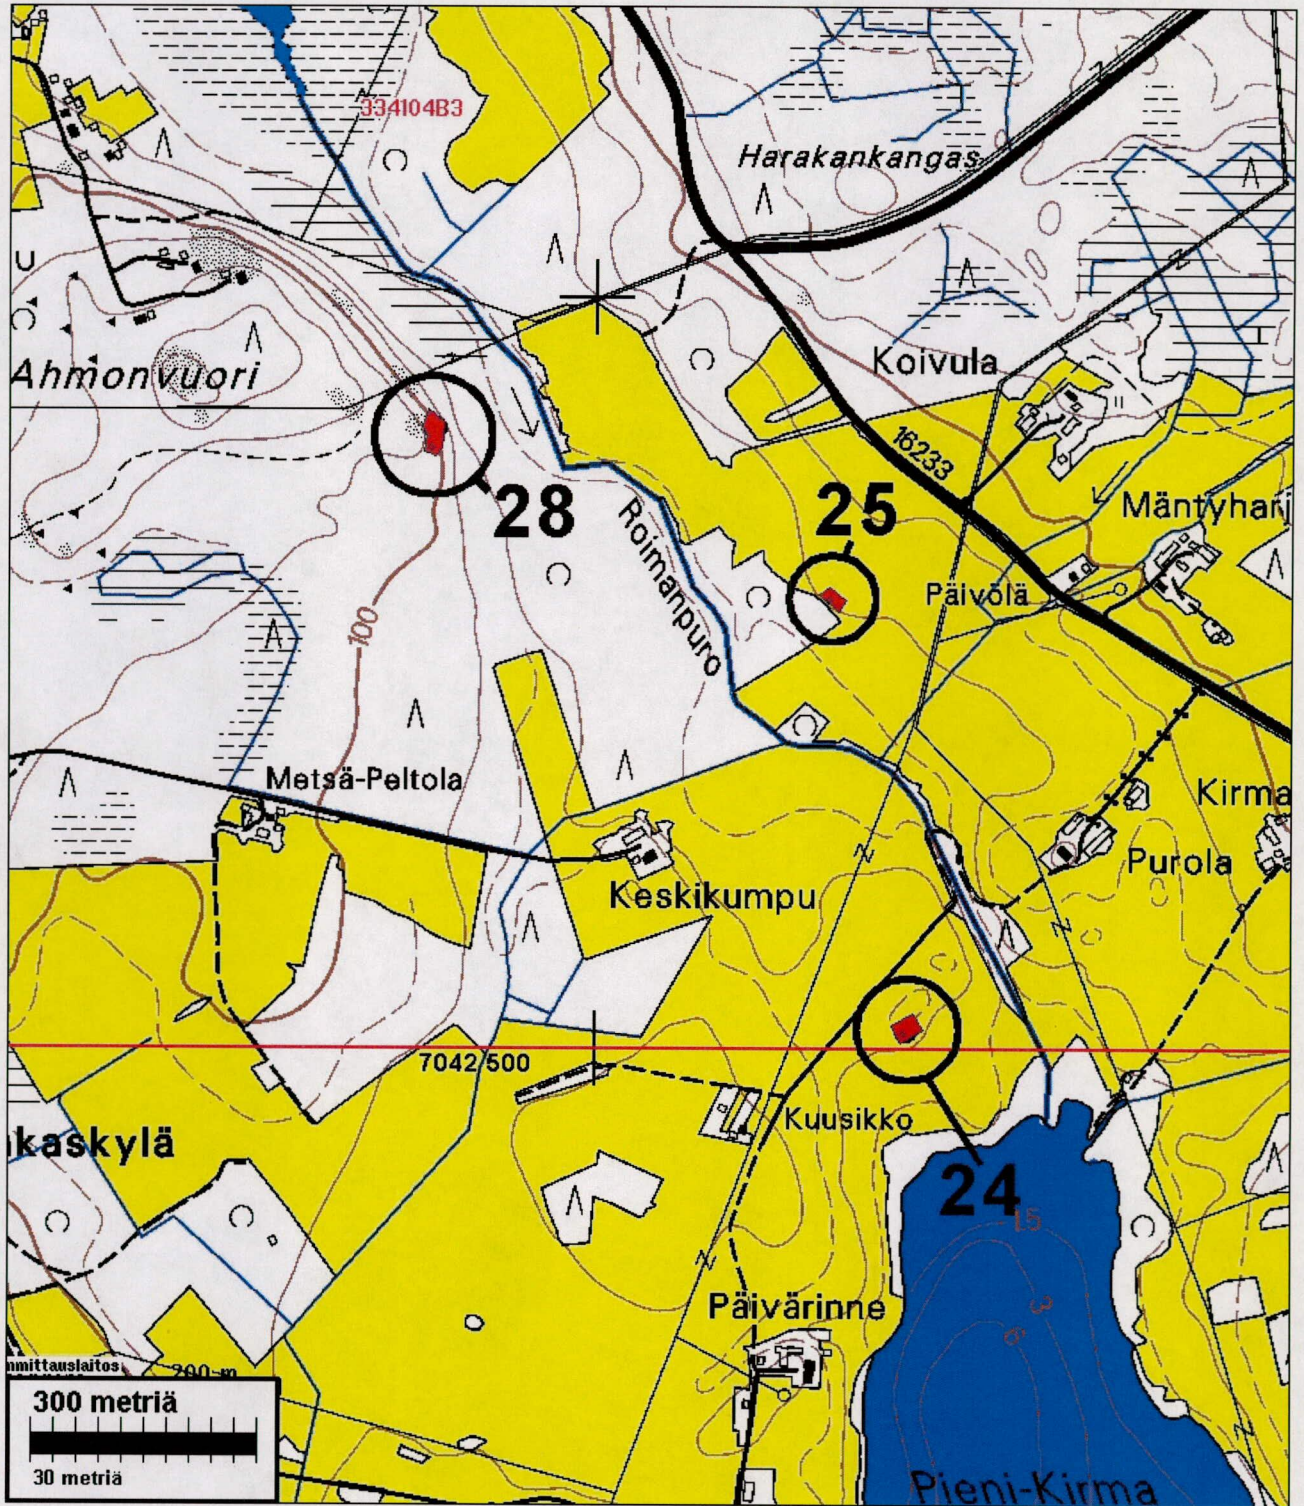 334104B3
Harakankangas
Ahmonvuori
Koivula
16233
28
25
Mäntyharj
Roimanpuro
Päivölä
100
Metsä-Peltola
Kirma
Purola
Keskikumpu
7042/500
Kuusikko
kaskylä
24
15
3
6
Päivärinne
mmittauslaitos
200 m
300 metriä
30 metriä
Pieni-Kirma